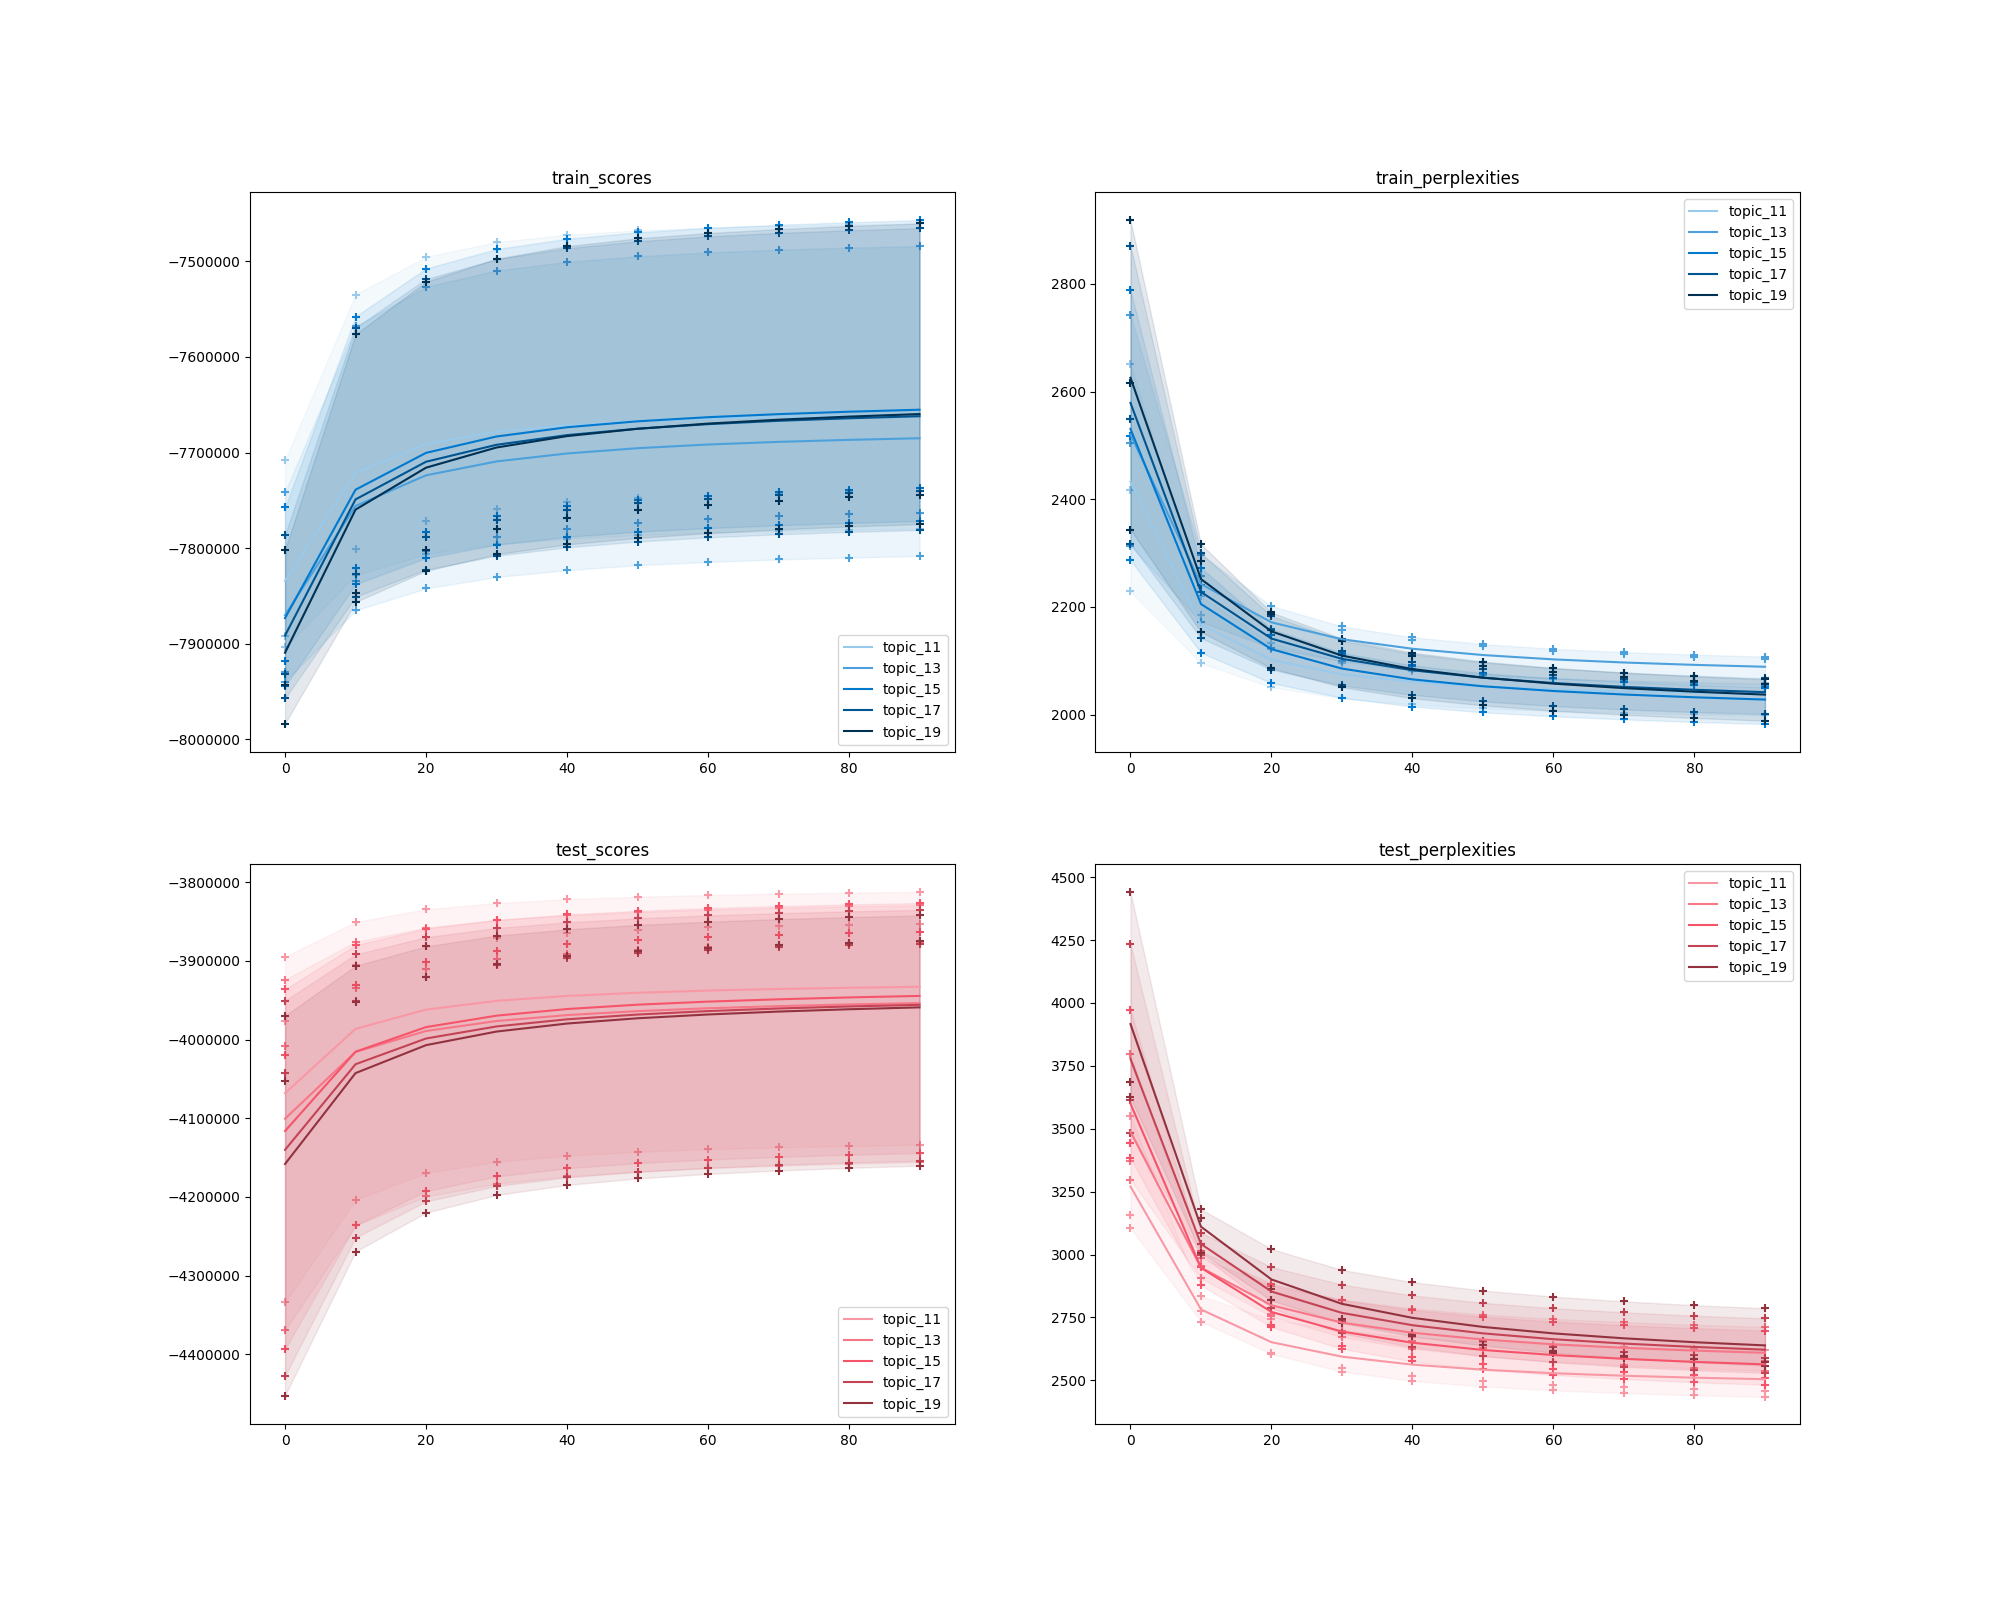 train_scores
−7500000
−7600000
−7700000
−7800000
−7900000
−8000000
0
20
40
60
80
topic_11
topic_13
topic_15
topic_17
topic_19
train_perplexities
2800
2600
2400
2200
2000
0
20
40
60
80
topic_11
topic_13
topic_15
topic_17
topic_19
test_scores
−3800000
−3900000
−4000000
−4100000
−4200000
−4300000
−4400000
0
20
40
60
80
topic_11
topic_13
topic_15
topic_17
topic_19
test_perplexities
4500
4250
4000
3750
3500
3250
3000
2750
2500
0
20
40
60
80
topic_11
topic_13
topic_15
topic_17
topic_19